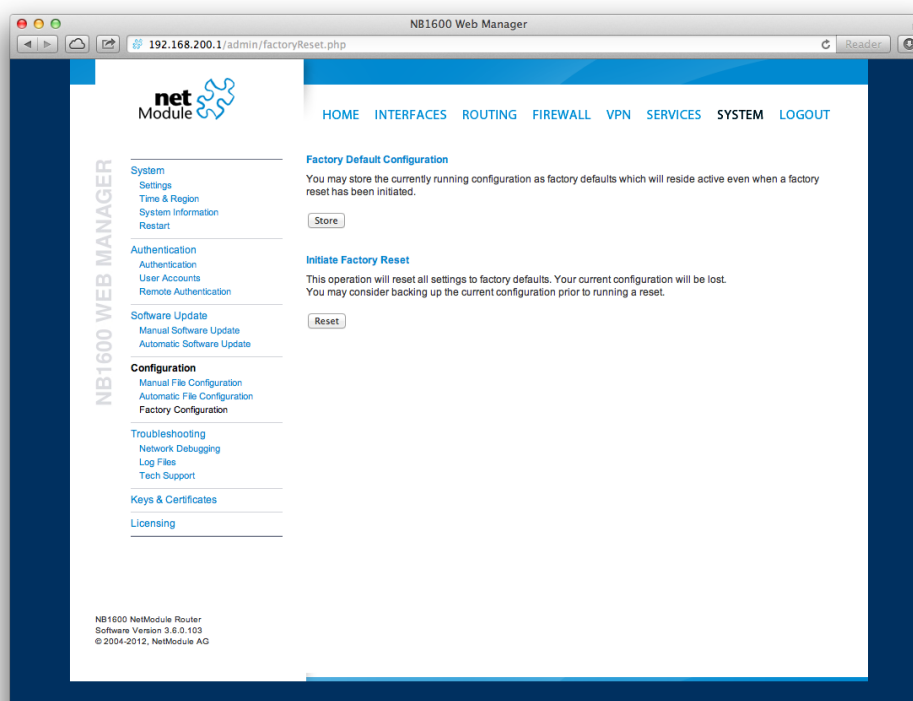 NB1600 Web Manager
192.168.200.1/admin/factoryReset.php
Reader
net
Module
HOME INTERFACES ROUTING FIREWALL VPN SERVICES SYSTEM LOGOUT
NB1600 WEB MANAGER
System
Settings
Time & Region
System Information
Restart
Authentication
Authentication
User Accounts
Remote Authentication
Software Update
Manual Software Update
Automatic Software Update
Configuration
Manual File Configuration
Automatic File Configuration
Factory Configuration
Troubleshooting
Network Debugging
Log Files
Tech Support
Keys & Certificates
Licensing
Factory Default Configuration
You may store the currently running configuration as factory defaults which will reside active even when a factory
reset has been initiated.
Store
Initiate Factory Reset
This operation will reset all settings to factory defaults. Your current configuration will be lost.
You may consider backing up the current configuration prior to running a reset.
Reset
NB1600 NetModule Router
Software Version 3.6.0.103
© 2004-2012, NetModule AG